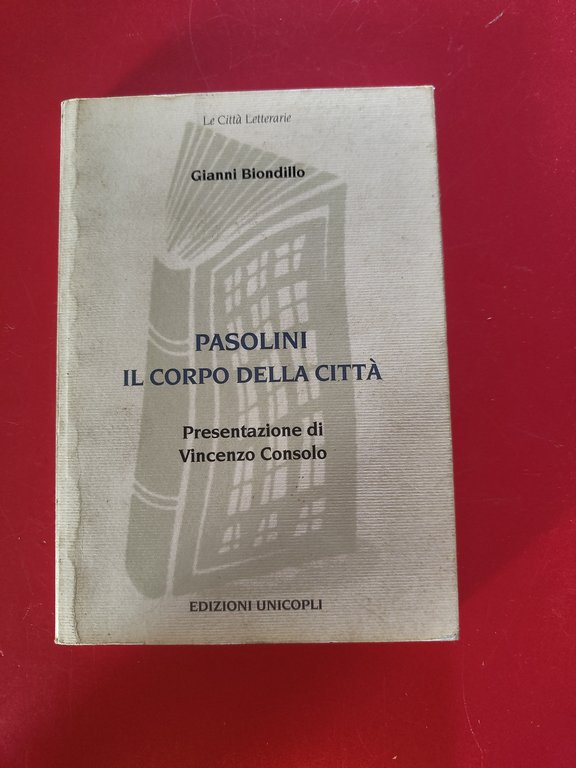 Le Città Letterarie
Gianni Biondillo
PASOLINI
IL CORPO DELLA CITTÀ
Presentazione di
Vincenzo Consolo
EDIZIONI UNICOPLI